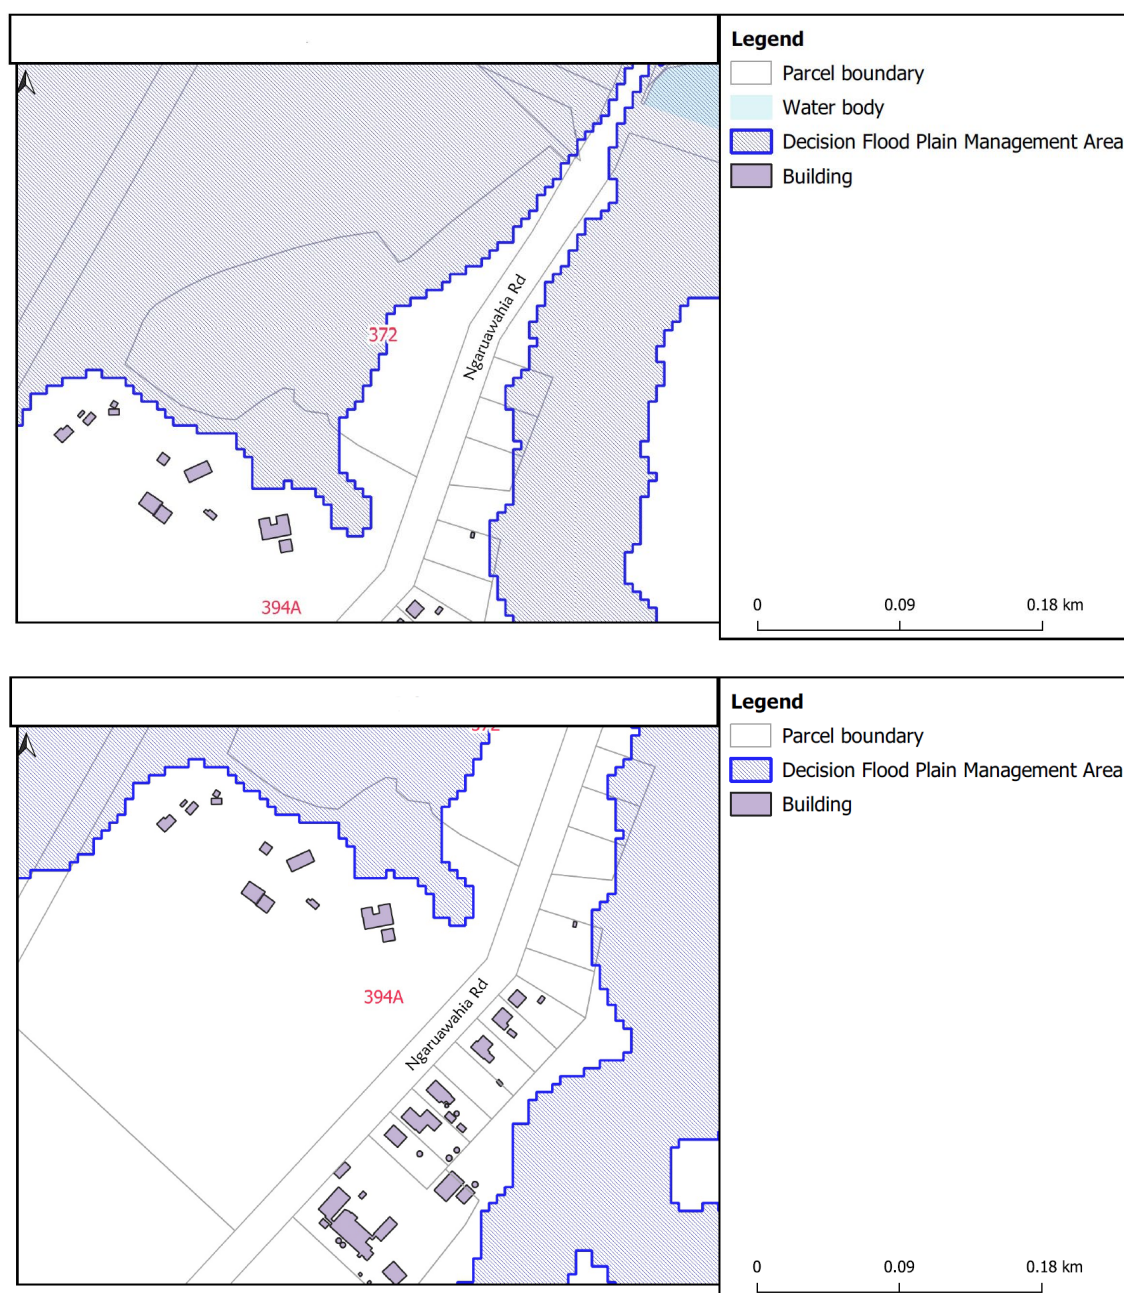 Legend
Parcel boundary
Water body
Decision Flood Plain Management Area
Building
Ngaruawahia Rd
372
394A
0 0.09 0.18 km
Legend
Parcel boundary
Decision Flood Plain Management Area
Building
372
394A
Ngaruawahia Rd
0 0.09 0.18 km